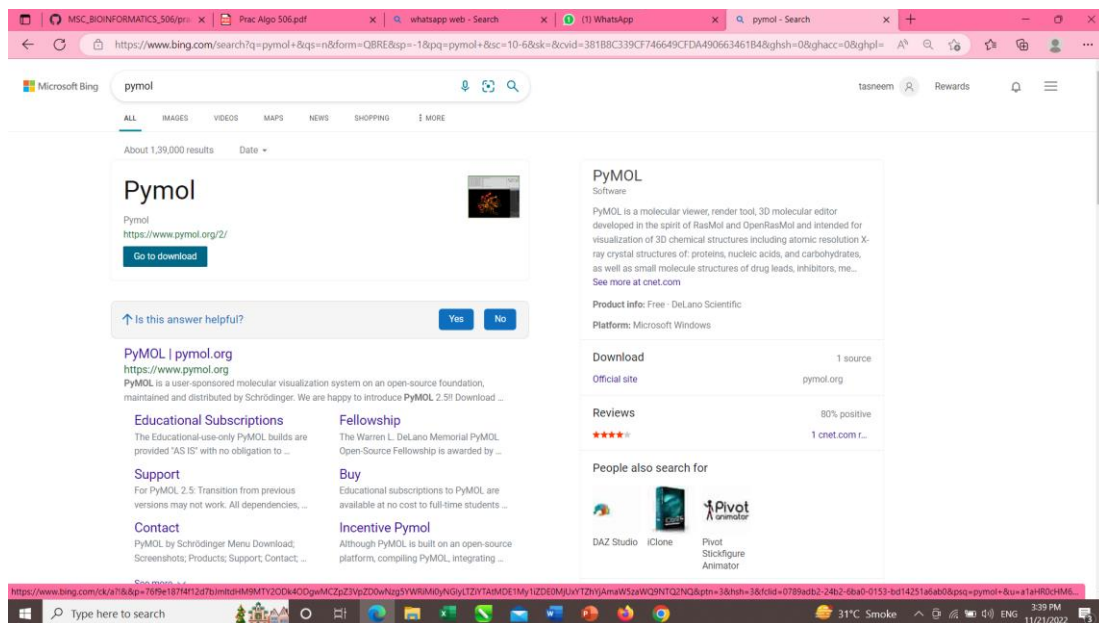 MSC_BIOINFORMATICS_506/pra
Prac Algo 506.pdf
whatsapp web - Search
(1) WhatsApp
pymol - Search
https://www.bing.com/search?q=pymol+&qs=n&form=QBRE&sp=-1&pq=pymol+&sc=10-6&sk=&cvid=381B8C339CF746649CFDA490663461B4&ghsh=0&ghacc=0&ghpl=
Microsoft Bing
pymol
tasneem
Rewards
ALL IMAGES VIDEOS MAPS NEWS SHOPPING MORE
About 1,39,000 results Date
Pymol
Pymol
https://www.pymol.org/2/
Go to download
Is this answer helpful? Yes No
PyMOL | pymol.org
https://www.pymol.org
PyMOL is a user-sponsored molecular visualization system on an open-source foundation,
maintained and distributed by Schrödinger. We are happy to introduce PyMOL 2.5!! Download ...
Educational Subscriptions
The Educational-use-only PyMOL builds are
provided "AS IS" with no obligation to ...
Fellowship
The Warren L. DeLano Memorial PyMOL
Open-Source Fellowship is awarded by ...
Support
For PyMOL 2.5: Transition from previous
versions may not work. All dependencies, ...
Buy
Educational subscriptions to PyMOL are
available at no cost to full-time students ...
Contact
PyMOL by Schrödinger Menu Download;
Screenshots; Products; Support; Contact; ...
Incentive Pymol
Although PyMOL is built on an open-source
platform, compiling PyMOL, integrating ...
See more
PyMOL
Software
PyMOL is a molecular viewer, render tool, 3D molecular editor
developed in the spirit of RasMol and OpenRasMol and intended for
visualization of 3D chemical structures including atomic resolution X-
ray crystal structures of: proteins, nucleic acids, and carbohydrates,
as well as small molecule structures of drug leads, inhibitors, me...
See more at cnet.com
Product info: Free · DeLano Scientific
Platform: Microsoft Windows
Download 1 source
Official site pymol.org
Reviews 80% positive
1 cnet.com r...
People also search for
Pivot
animator
DAZ Studio
iClone
Pivot
Stickfigure
Animator
Type here to search
31°C Smoke
ENG
3:39 PM
11/21/2022